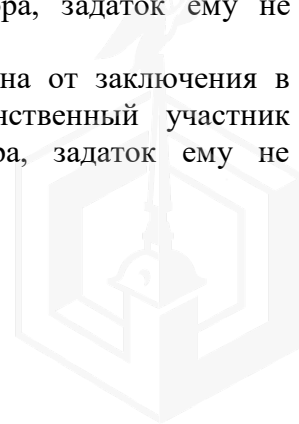 ра, задаток ему не
на от заключения в
нственный участник
ра, задаток ему не